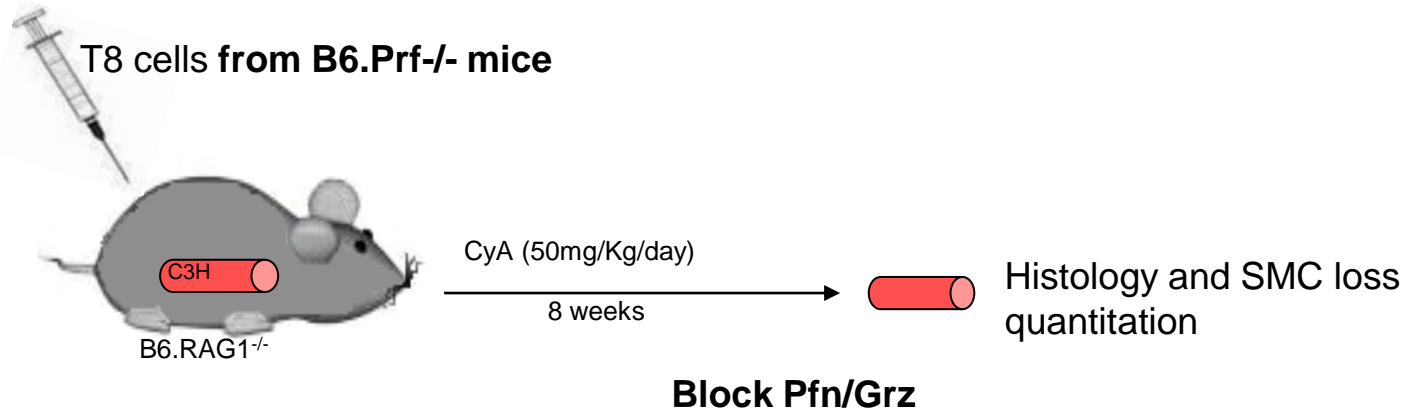 T8 cells from B6.Prf-/- mice
C3H
B6.RAG1-/-
CyA (50mg/Kg/day)
8 weeks
Histology and SMC loss
quantitation
Block Pfn/Grz